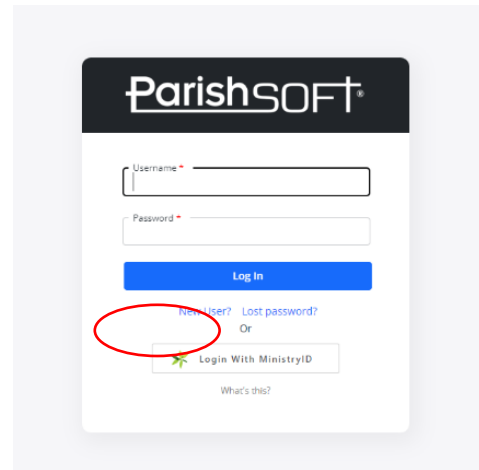 ParishSOFT®
Username *
Password *
Log In
New User? Lost password?
Or
Login With MinistryID
What's this?